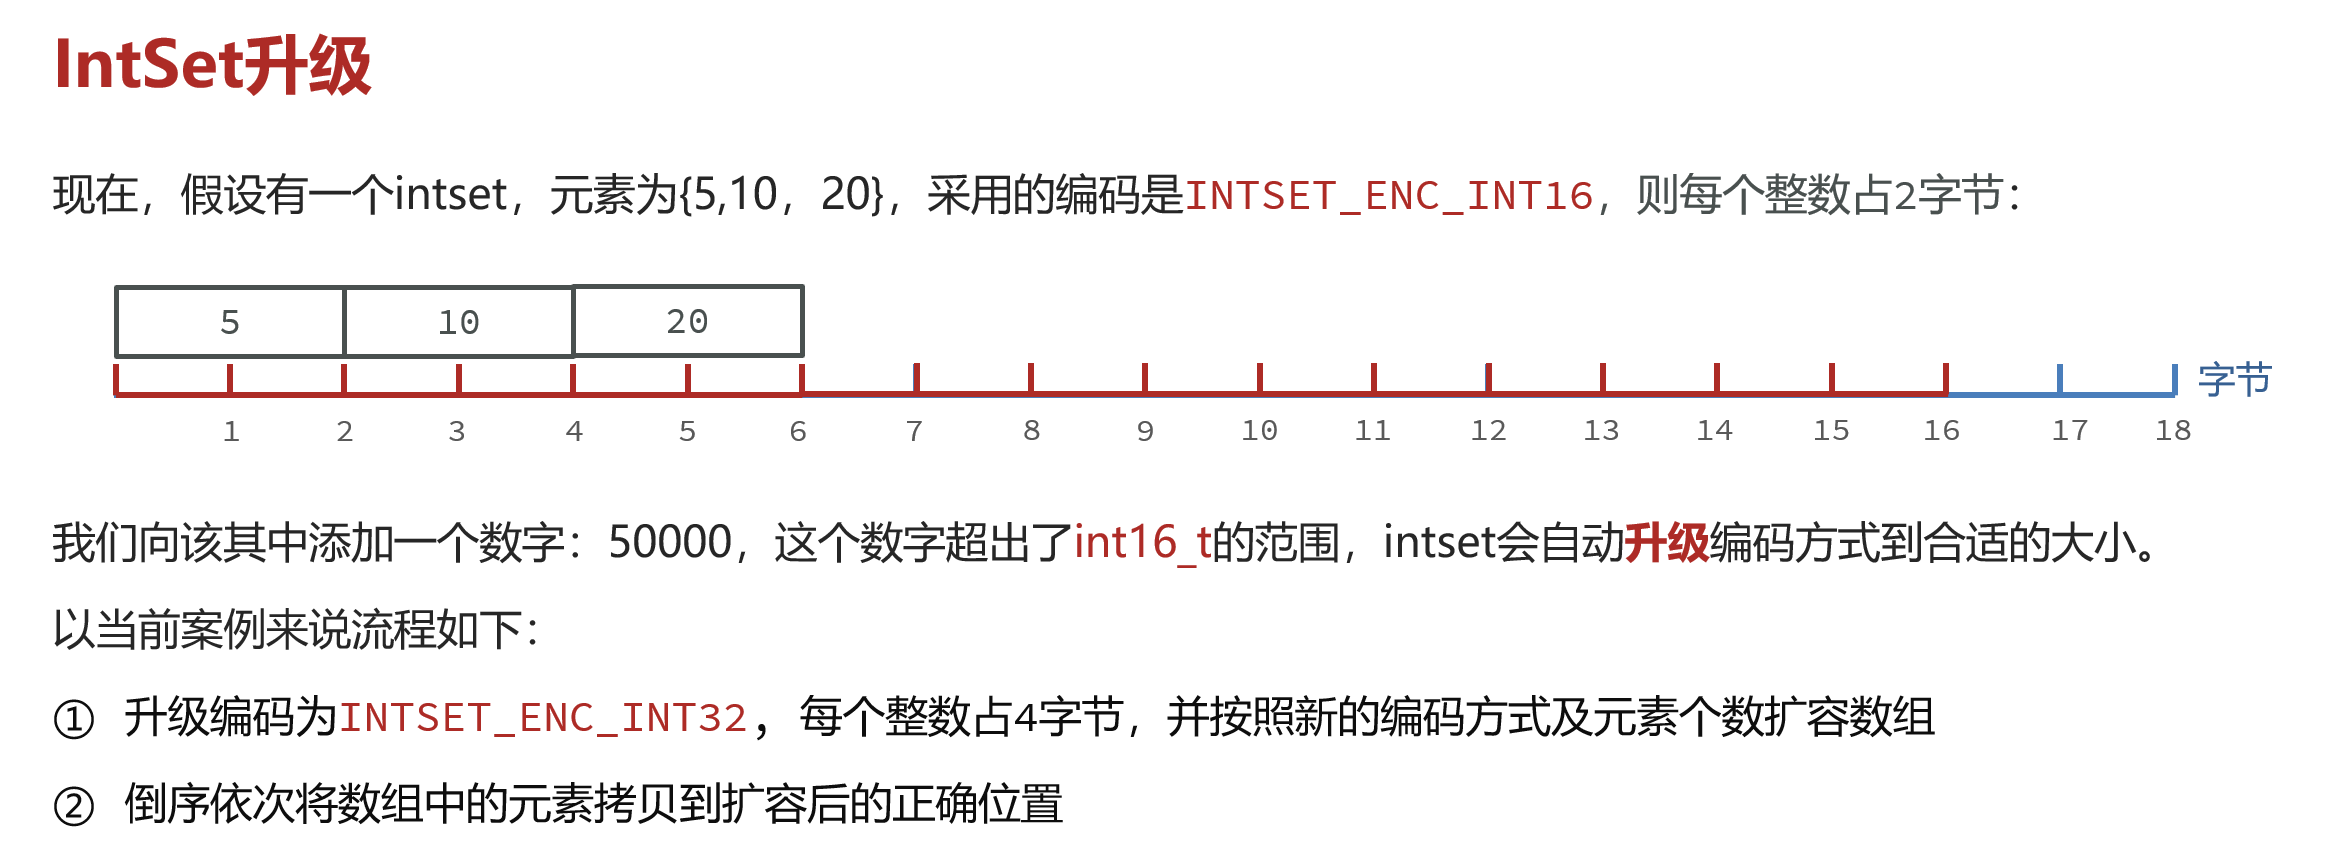 IntSet升级
现在，假设有一个intset，元素为{5,10，20}，采用的编码是INTSET_ENC_INT16，则每个整数占2字节：
5 10 20
字节
1 2 3 4 5 6 7 8 9 10 11 12 13 14 15 16 17 18
我们向该其中添加一个数字：50000，这个数字超出了int16_t的范围，intset会自动升级编码方式到合适的大小。
以当前案例来说流程如下：
① 升级编码为INTSET_ENC_INT32，每个整数占4字节，并按照新的编码方式及元素个数扩容数组
② 倒序依次将数组中的元素拷贝到扩容后的正确位置